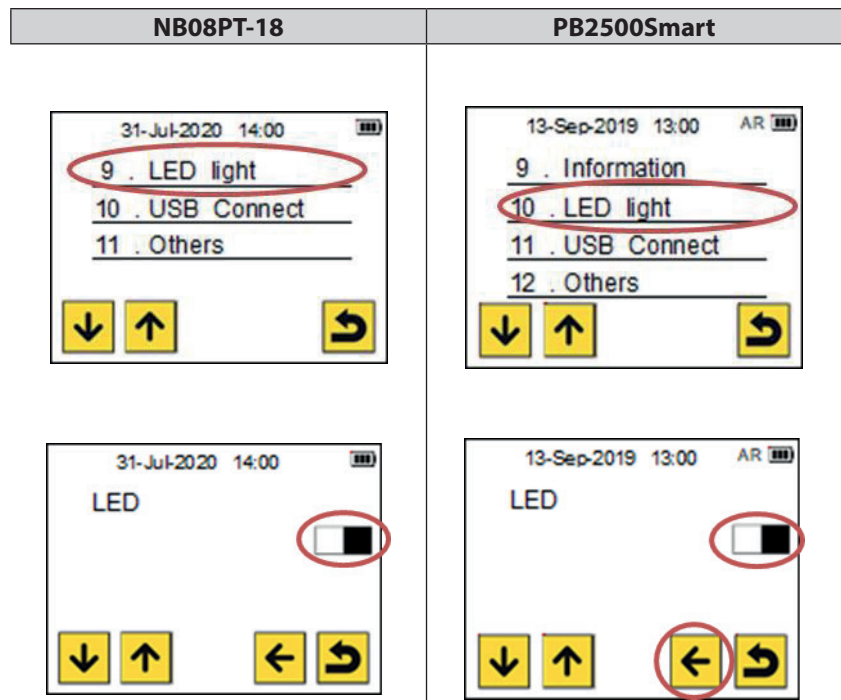 NB08PT-18
PB2500Smart
31-Jul-2020 14:00
9 . LED light
10 . USB Connect
11 . Others
13-Sep-2019 13:00 AR
9 . Information
10 . LED light
11 . USB Connect
12 . Others
31-Jul-2020 14:00
LED
13-Sep-2019 13:00 AR
LED